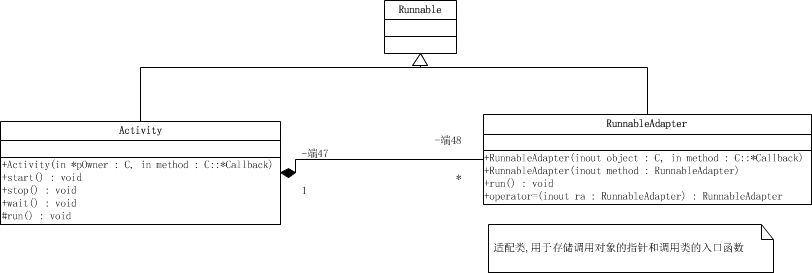 Runnable
Activity
+Activity(in *pOwner : C, in method : C::*Callback)
+start() : void
+stop() : void
+wait() : void
#run() : void
-端47
1
-端48
*
RunnableAdapter
+RunnableAdapter(inout object : C, in method : C::*Callback)
+RunnableAdapter(inout method : RunnableAdapter)
+run() : void
+operator=(inout ra : RunnableAdapter) : RunnableAdapter
适配类,用于存储调用对象的指针和调用类的入口函数